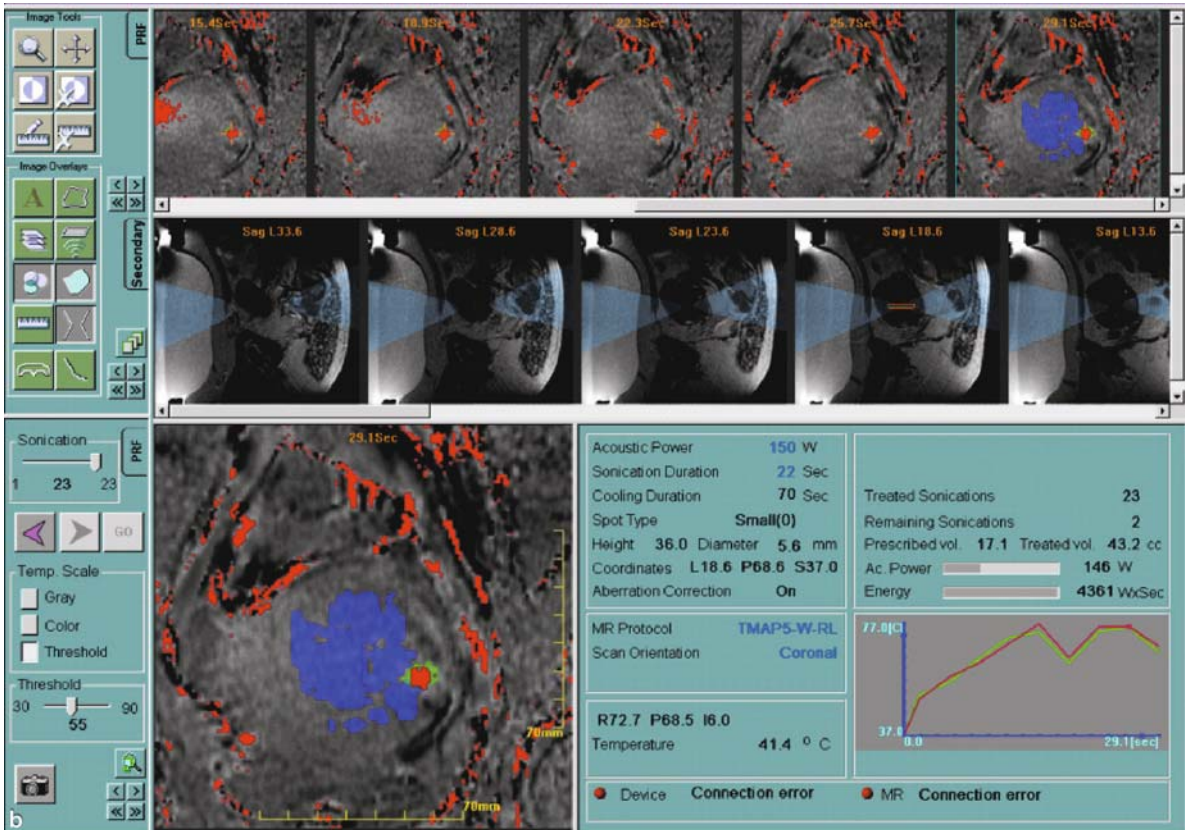 Image Tools
PRF
15.4Sec 18.9Sec 22.3Sec 25.7Sec 29.1Sec
Image Overlays
A
< >
<< >>
Secondary
Sag L33.6 Sag L28.6 Sag L23.6 Sag L18.6 Sag L13.6
< >
<< >>
Sonication
PRF
1 23 23
GO
Temp. Scale
Gray
Color
Threshold
Threshold
30 90
55
< >
<< >>
b
29.1Sec
70mm
70mm
Acoustic Power 150 W
Sonication Duration 22 Sec
Cooling Duration 70 Sec
Spot Type Small(0)
Height 36.0 Diameter 5.6 mm
Coordinates L18.6 P68.6 S37.0
Aberration Correction On
Treated Sonications 23
Remaining Sonications 2
Prescribed vol. 17.1 Treated vol. 43.2 cc
Ac. Power 146 W
Energy 4361 WxSec
MR Protocol TMAP5-W-RL
Scan Orientation Coronal
77.0[C]
37.0
0.0 29.1[sec]
R72.7 P68.5 I6.0
Temperature 41.4 ° C
Device Connection error MR Connection error